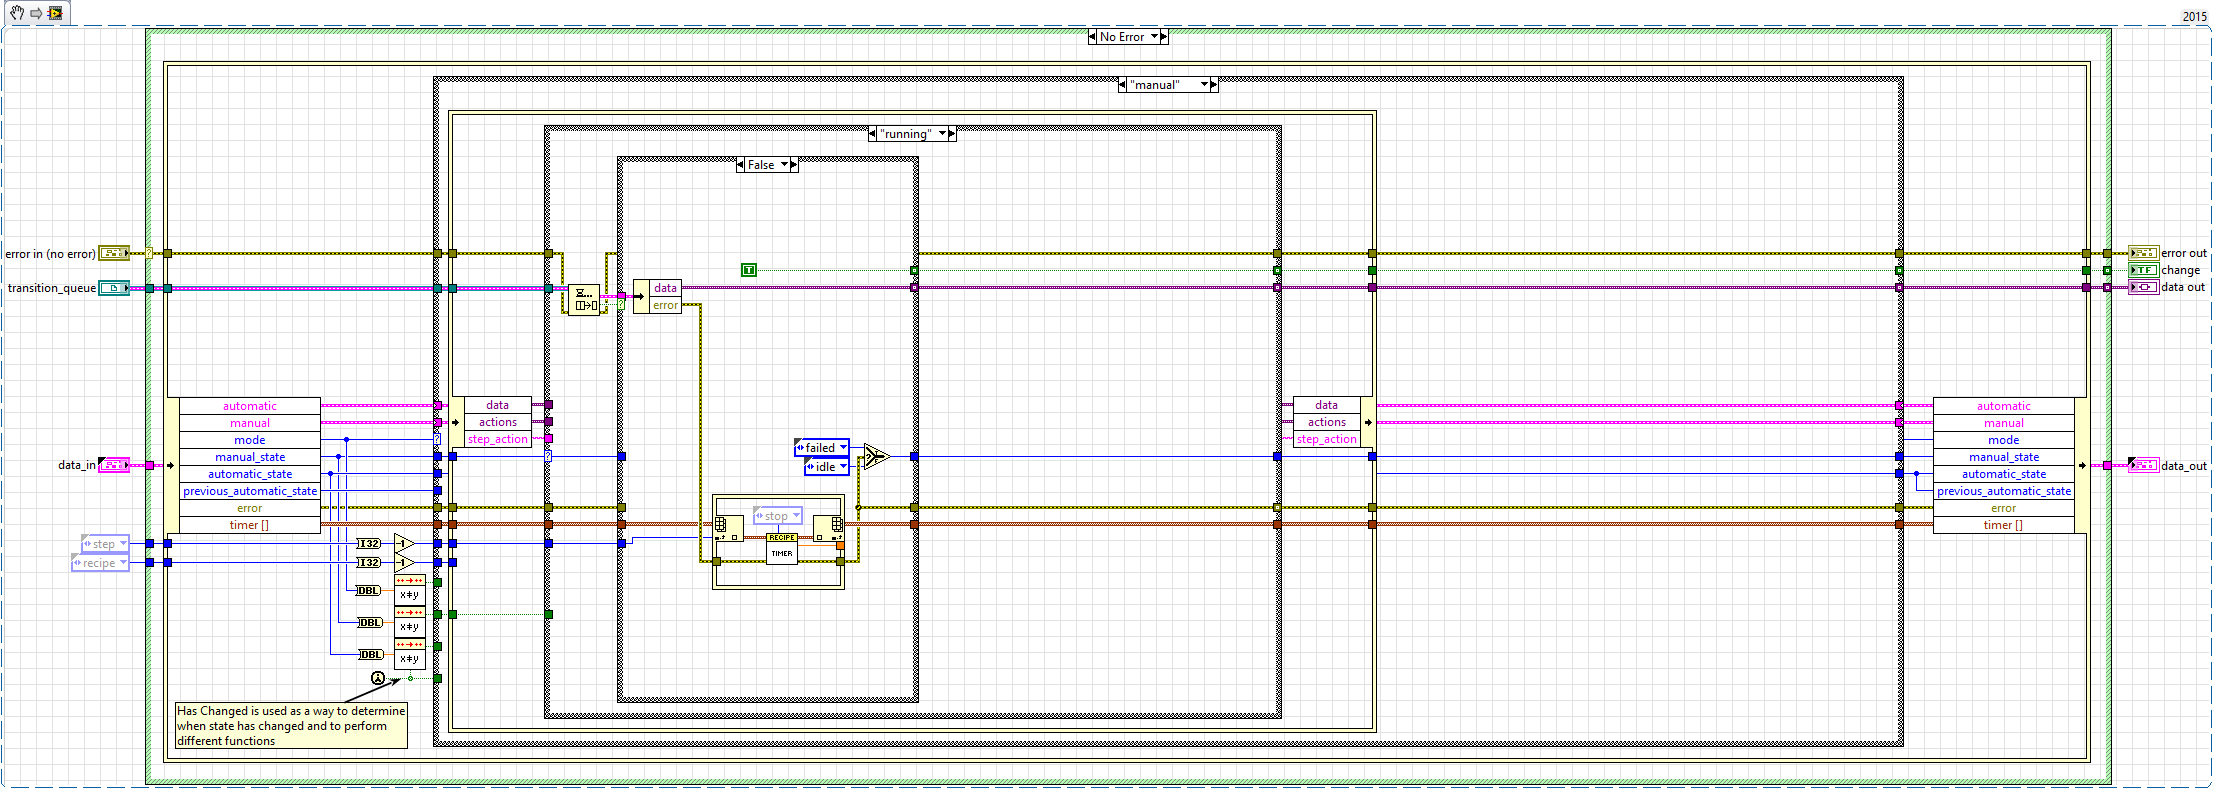 2015
No Error
"manual"
"running"
False
error in (no error)
transition_queue
T
data
error
error out
TF
change
data out
automatic
manual
mode
manual_state
automatic_state
previous_automatic_state
error
timer []
data_in
data
actions
step_action
failed
idle
stop
RECIPE
TIMER
data
actions
step_action
automatic
manual
mode
manual_state
automatic_state
previous_automatic_state
error
timer []
data_out
step
recipe
I32
-1
I32
-1
DBL
x≠y
DBL
x≠y
DBL
x≠y
Has Changed is used as a way to determine
when state has changed and to perform
different functions